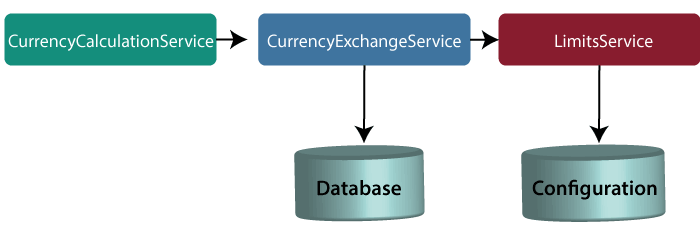 CurrencyCalculationService
CurrencyExchangeService
LimitsService
Database
Configuration